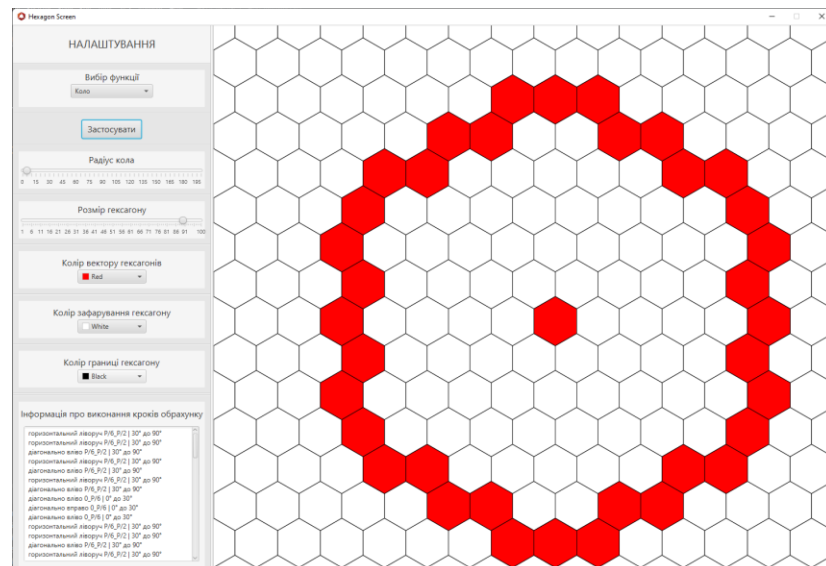 Hexagon Screen
НАЛАШТУВАННЯ
Вибір функції
Коло
Застосувати
Радіус кола
0 15 30 45 60 75 90 105 120 135 150 165 180 195
Розмір гексагону
1 6 11 16 21 26 31 36 41 46 51 56 61 66 71 76 81 86 91 100
Колір вектору гексагонів
Red
Колір зафарування гексагону
White
Колір границі гексагону
Black
Інформація про виконання кроків обрахунку
горизонтальний ліворуч P/6_P/2 | 30° до 90°
горизонтальний ліворуч P/6_P/2 | 30° до 90°
діагонально вліво P/6_P/2 | 30° до 90°
горизонтальний ліворуч P/6_P/2 | 30° до 90°
діагонально вліво P/6_P/2 | 30° до 90°
горизонтальний ліворуч P/6_P/2 | 30° до 90°
діагонально вліво P/6_P/2 | 30° до 90°
діагонально вліво 0_P/6 | 0° до 30°
діагонально вправо 0_P/6 | 0° до 30°
діагонально вліво 0_P/6 | 0° до 30°
горизонтальний ліворуч P/6_P/2 | 30° до 90°
горизонтальний ліворуч P/6_P/2 | 30° до 90°
діагонально вліво P/6_P/2 | 30° до 90°
горизонтальний ліворуч P/6_P/2 | 30° до 90°